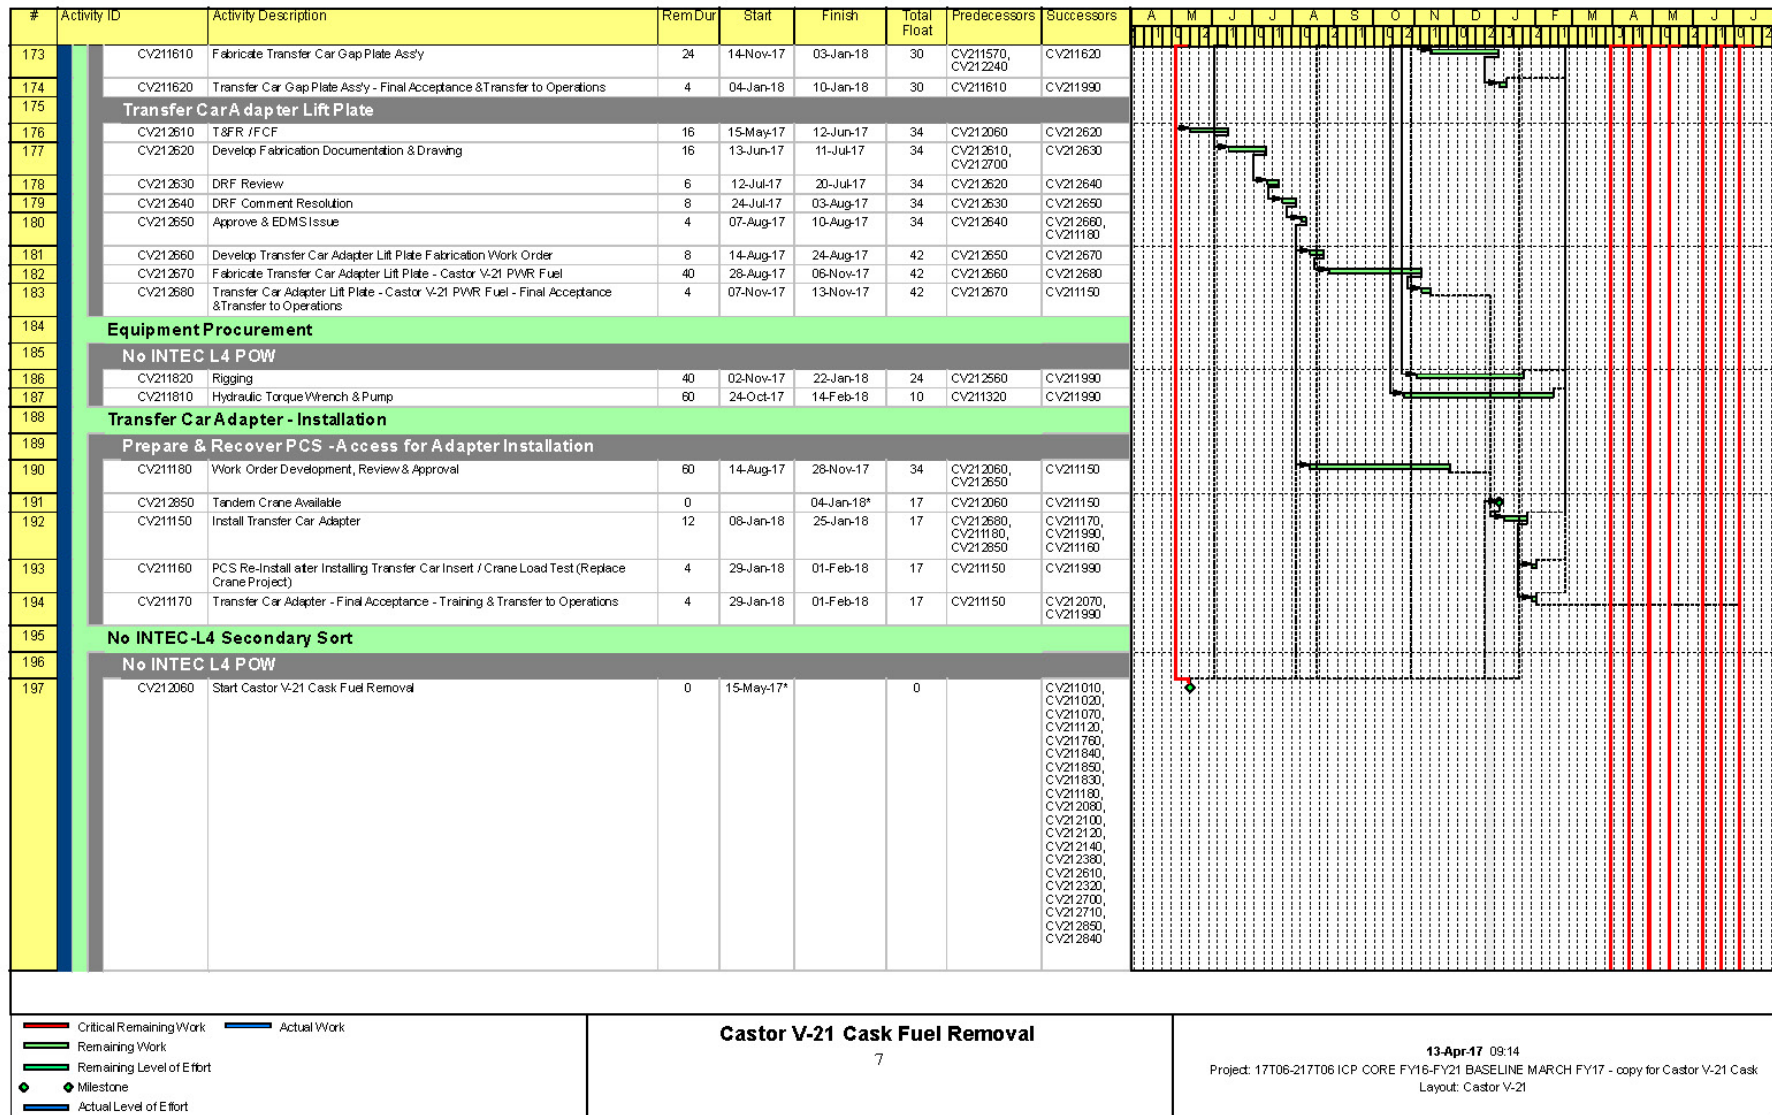 # Activity ID Activity Description Rem Dur Start Finish Total Float Predecessors Successors A M J J A S O N D J F M A M J J
173 CV211610 Fabricate Transfer Car Gap Plate Ass'y 24 14-Nov-17 03-Jan-18 30 CV211570, CV211620
CV212240
174 CV211620 Transfer Car Gap Plate Ass'y - Final Acceptance &Transfer to Operations 4 04-Jan-18 10-Jan-18 30 CV211610 CV211990
175 Transfer Car Adapter Lift Plate
176 CV212610 T&FR / FCF 16 15-May-17 12-Jun-17 34 CV212060 CV212620
177 CV212620 Develop Fabrication Documentation & Drawing 16 13-Jun-17 11-Jul-17 34 CV212610, CV212630
CV212700
178 CV212630 DRF Review 6 12-Jul-17 20-Jul-17 34 CV212620 CV212640
179 CV212640 DRF Comment Resolution 8 24-Jul-17 03-Aug-17 34 CV212630 CV212650
180 CV212650 Approve & EDMS Issue 4 07-Aug-17 10-Aug-17 34 CV212640 CV212660,
CV211180
181 CV212660 Develop Transfer Car Adapter Lift Plate Fabrication Work Order 8 14-Aug-17 24-Aug-17 42 CV212650 CV212670
182 CV212670 Fabricate Transfer Car Adapter Lift Plate - Castor V-21 PWR Fuel 40 28-Aug-17 06-Nov-17 42 CV212660 CV212680
183 CV212680 Transfer Car Adapter Lift Plate - Castor V-21 PWR Fuel - Final Acceptance 4 07-Nov-17 13-Nov-17 42 CV212670 CV211150
&Transfer to Operations
184 Equipment Procurement
185 No INTEC L4 POW
186 CV211820 Rigging 40 02-Nov-17 22-Jan-18 24 CV212560 CV211990
187 CV211810 Hydraulic Torque Wrench & Pump 60 24-Oct-17 14-Feb-18 10 CV211320 CV211990
188 Transfer Car Adapter - Installation
189 Prepare & Recover PCS - Access for Adapter Installation
190 CV211180 Work Order Development, Review & Approval 60 14-Aug-17 28-Nov-17 34 CV212060, CV211150
CV212650
191 CV212850 Tandem Crane Available 0 04-Jan-18* 17 CV212060 CV211150
192 CV211150 Install Transfer Car Adapter 12 08-Jan-18 25-Jan-18 17 CV212680, CV211170,
CV211180, CV211990,
CV212850 CV211160
193 CV211160 PCS Re-Install after Installing Transfer Car Insert / Crane Load Test (Replace 4 29-Jan-18 01-Feb-18 17 CV211150 CV211990
Crane Project)
194 CV211170 Transfer Car Adapter - Final Acceptance - Training & Transfer to Operations 4 29-Jan-18 01-Feb-18 17 CV211150 CV212070,
CV211990
195 No INTEC-L4 Secondary Sort
196 No INTEC L4 POW
197 CV212060 Start Castor V-21 Cask Fuel Removal 0 15-May-17* 0 CV211010,
CV211020,
CV211070,
CV211120,
CV211760,
CV211840,
CV211850,
CV211830,
CV211180,
CV212080,
CV212100,
CV212120,
CV212140,
CV212380,
CV212610,
CV212320,
CV212700,
CV212710,
CV212850,
CV212840
Critical Remaining Work Actual Work
Remaining Work
Remaining Level of Effort
Milestone
Actual Level of Effort
Castor V-21 Cask Fuel Removal
7
13-Apr-17 09:14
Project: 17T06-217T06 ICP CORE FY16-FY21 BASELINE MARCH FY17 - copy for Castor V-21 Cask
Layout: Castor V-21